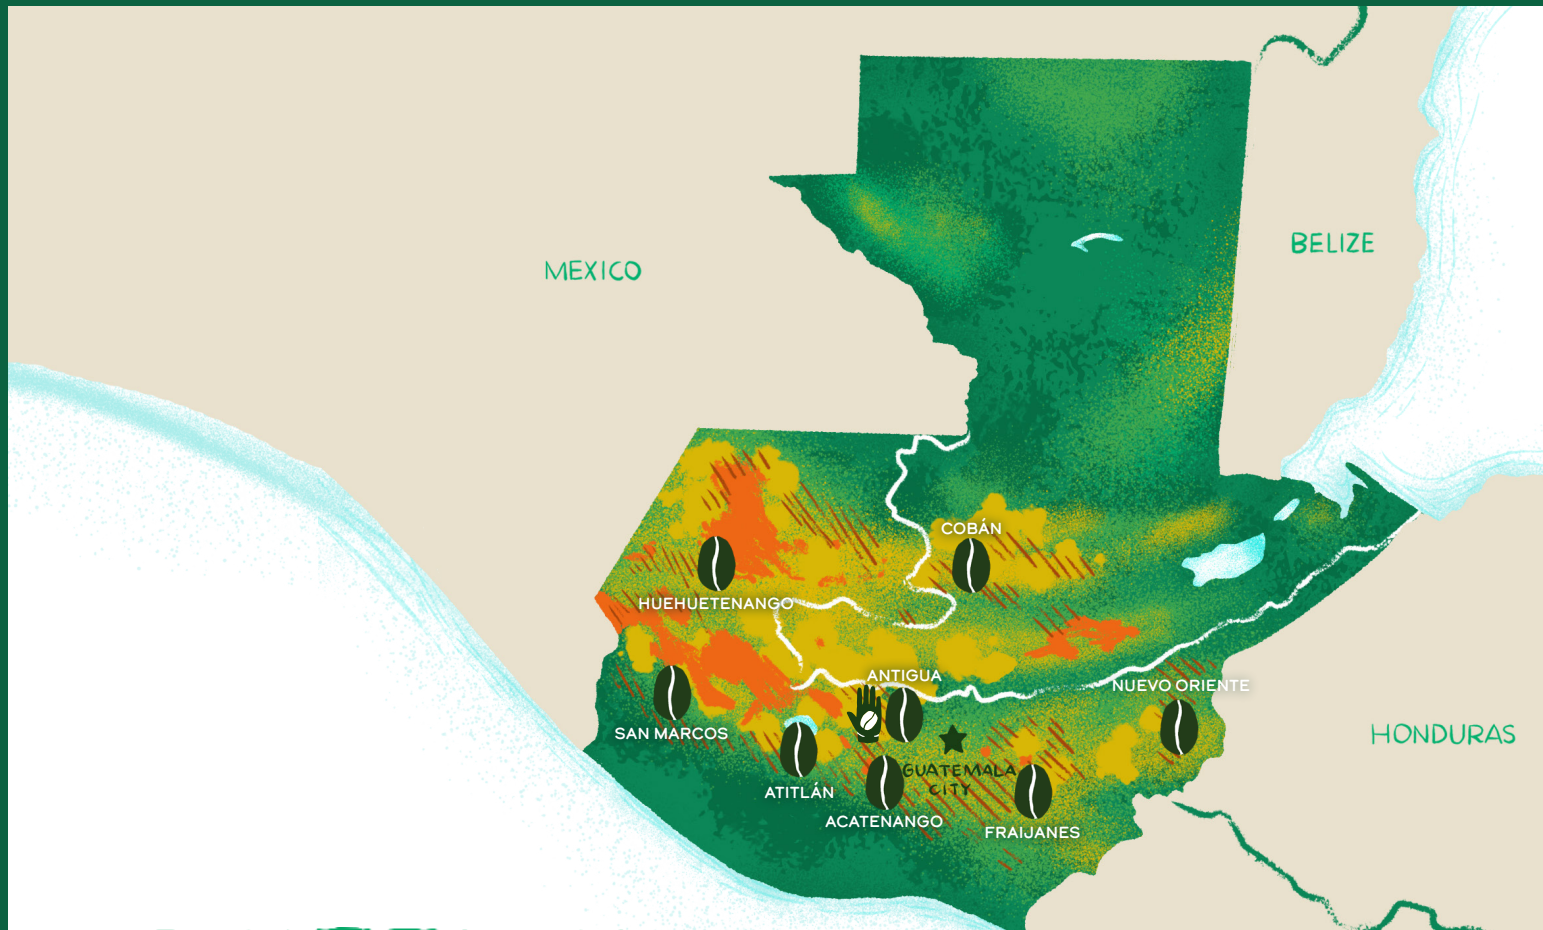 BELIZE
MEXICO
COBÁN
HUEHUETENANGO
ANTIGUA
NUEVO ORIENTE
SAN MARCOS
HONDURAS
GUATEMALA
CITY
ATITLÁN
ACATENANGO
FRAIJANES